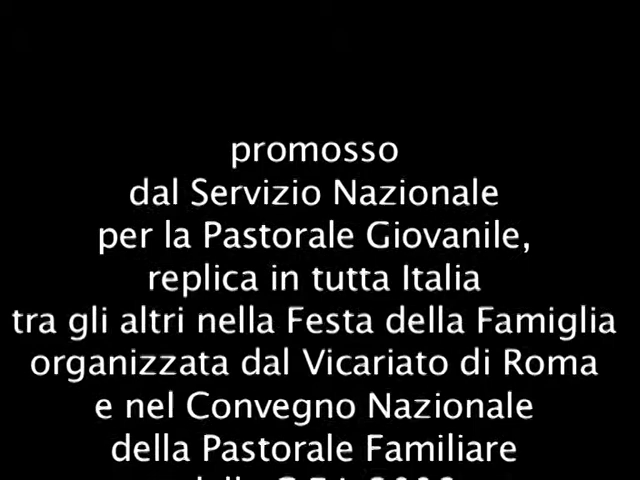 promosso
dal Servizio Nazionale
per la Pastorale Giovanile,
replica in tutta Italia
tra gli altri nella Festa della Famiglia
organizzata dal Vicariato di Roma
e nel Convegno Nazionale
della Pastorale Familiare